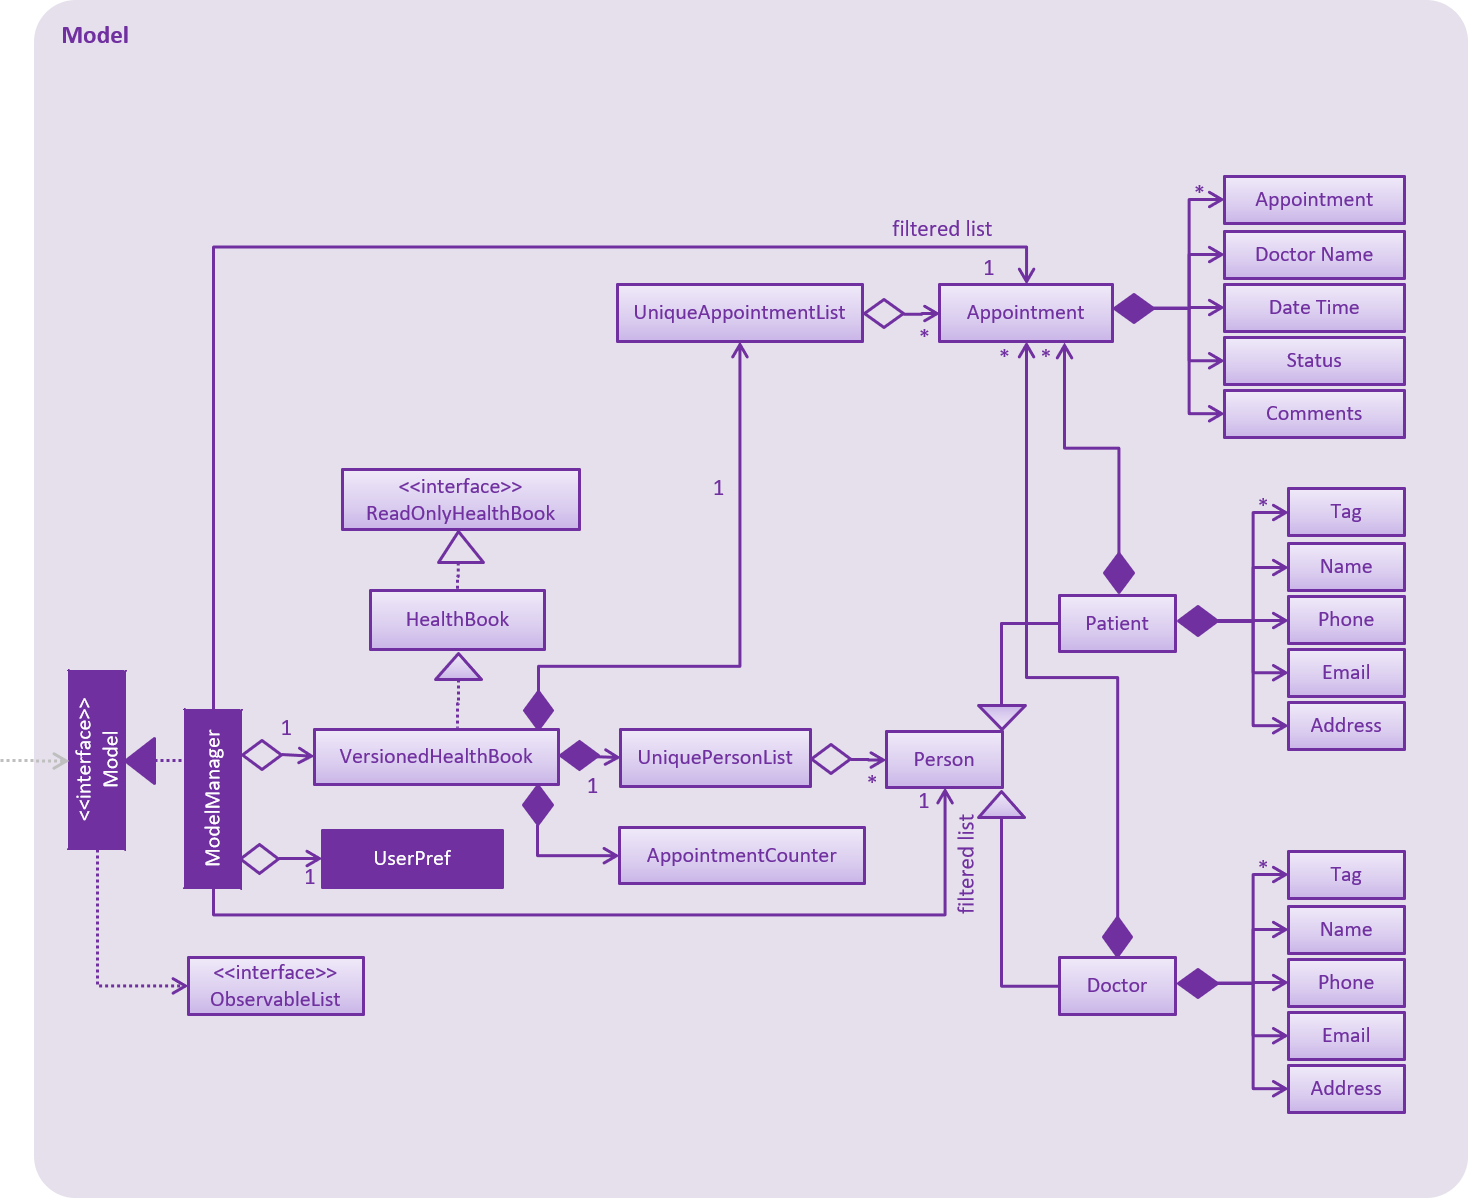 Model
Appointment
*
Doctor Name
Date Time
Status
Comments
filtered list
1
UniqueAppointmentList
*
Appointment
*
*
1
<<interface>>
ReadOnlyHealthBook
HealthBook
*
Tag
Name
Phone
Email
Address
Patient
<<interface>>
Model
ModelManager
1
VersionedHealthBook
1
UniquePersonList
*
Person
1
filtered list
1
UserPref
AppointmentCounter
<<interface>>
ObservableList
Doctor
*
Tag
Name
Phone
Email
Address